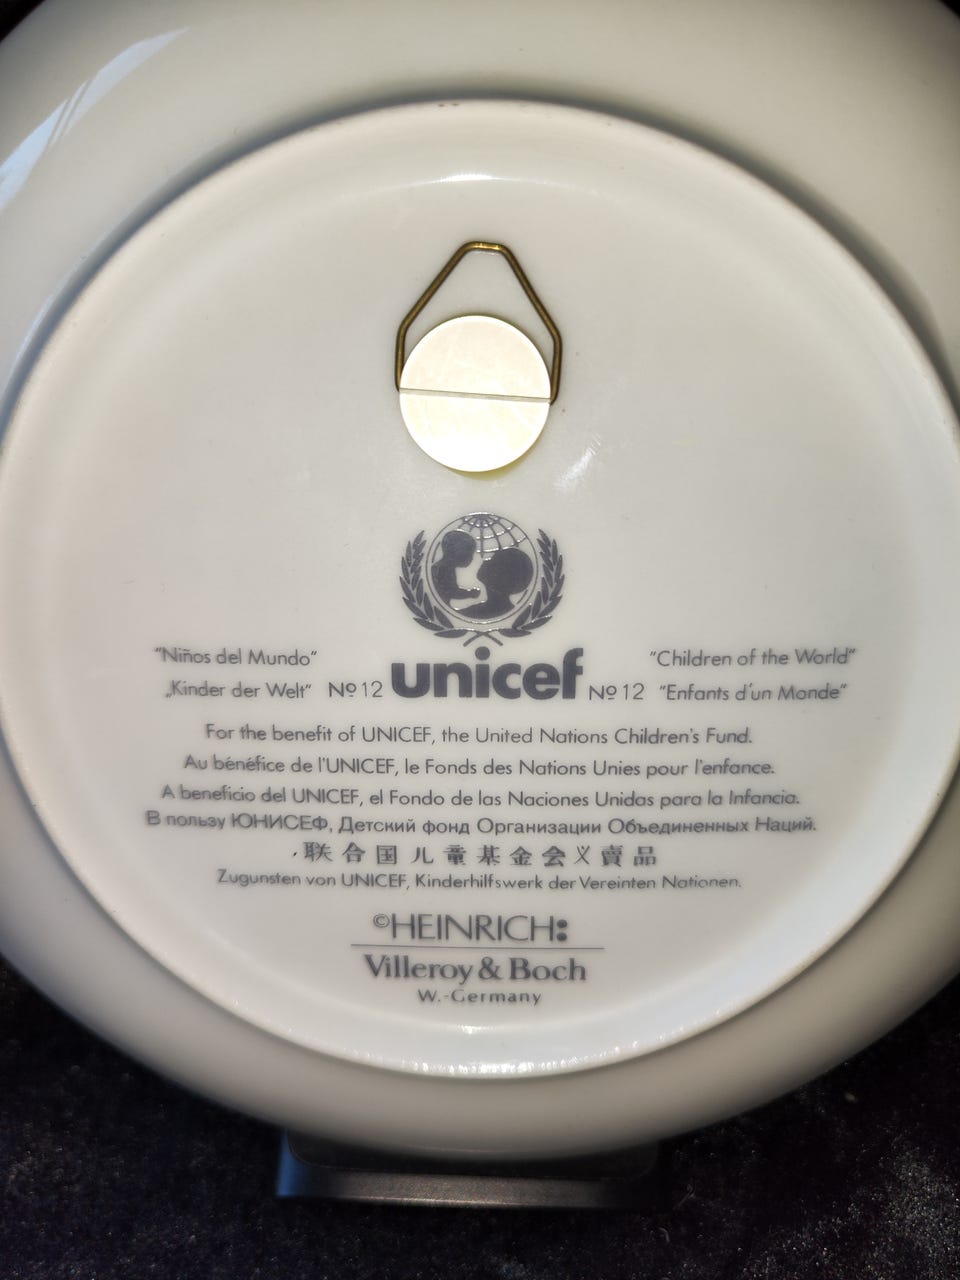 "Niños del Mundo" "Children of the World"
„Kinder der Welt" Nº 12 unicef Nº 12 "Enfants d'un Monde"
For the benefit of UNICEF, the United Nations Children's Fund.
Au bénéfice de l'UNICEF, le Fonds des Nations Unies pour l'enfance.
A beneficio del UNICEF, el Fondo de las Naciones Unidas para la Infancia.
В пользу ЮНИСЕФ, Детский фонд Организации Объединенных Наций.
联合国儿童基金会义賣品
Zugunsten von UNICEF, Kinderhilfswerk der Vereinten Nationen.
©HEINRICH:
Villeroy & Boch
W.-Germany